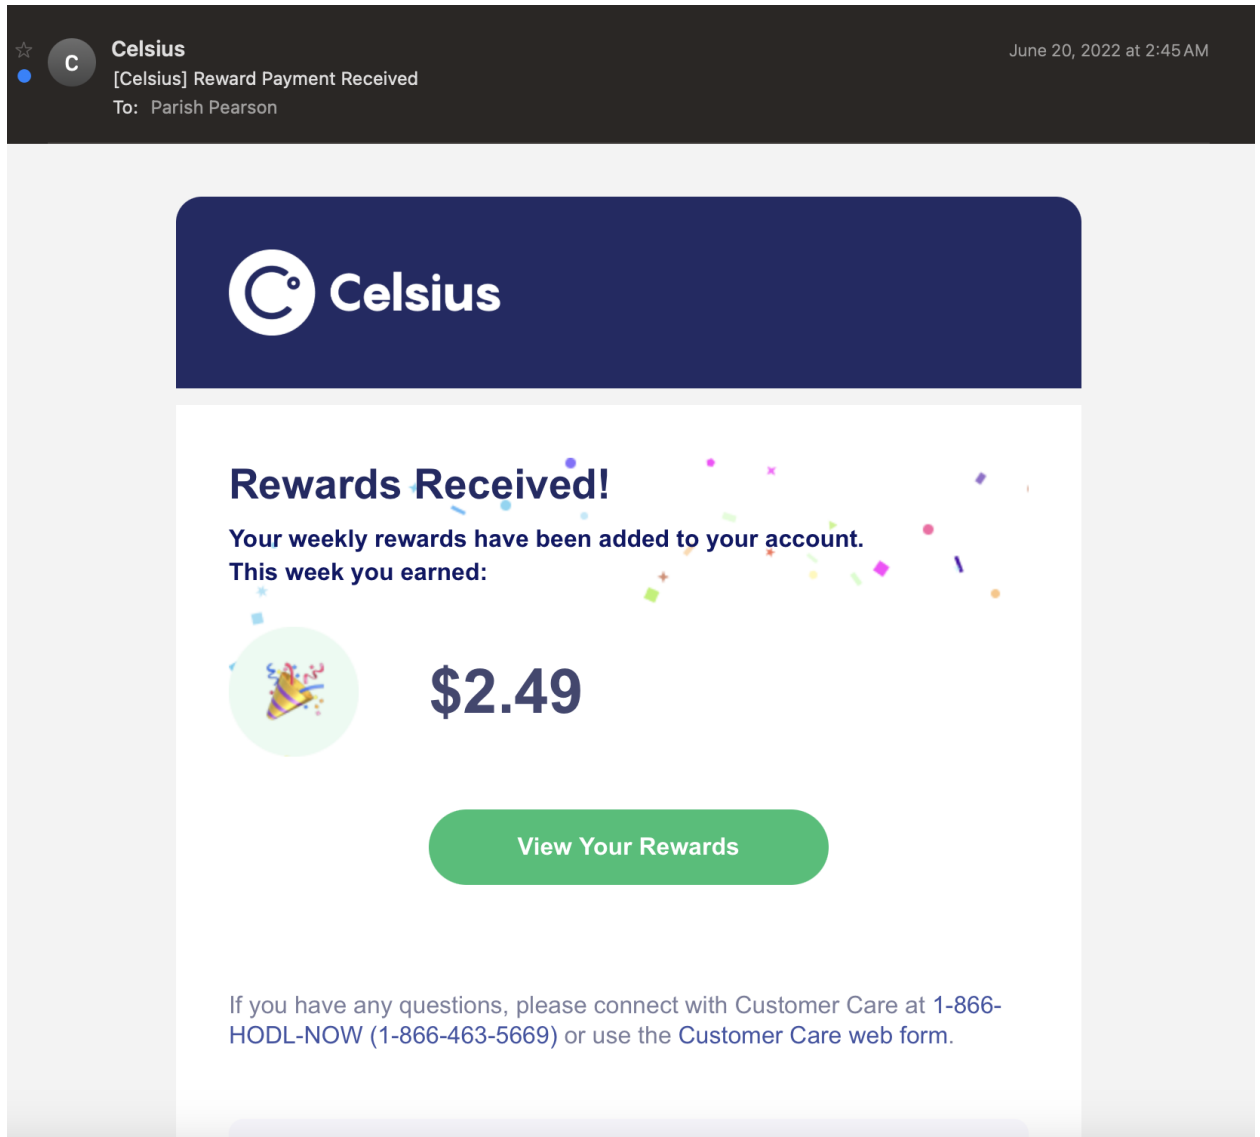 Celsius
June 20, 2022 at 2:45 AM
C
[Celsius] Reward Payment Received
To: Parish Pearson
Celsius
Rewards Received!
Your weekly rewards have been added to your account.
This week you earned:
$2.49
View Your Rewards
If you have any questions, please connect with Customer Care at 1-866-
HODL-NOW (1-866-463-5669) or use the Customer Care web form.